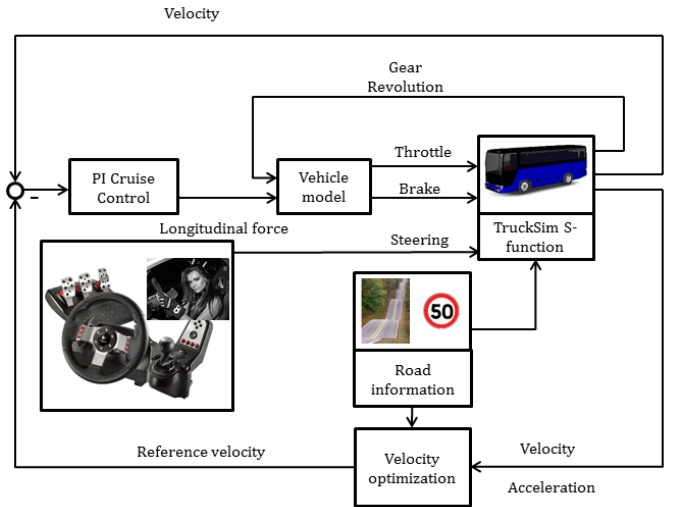 Velocity
Gear
Revolution
PI Cruise
Control
Vehicle
model
Throttle
Brake
TruckSim S-
function
Longitudinal force
Steering
50
Road
information
Reference velocity
Velocity
optimization
Velocity
Acceleration